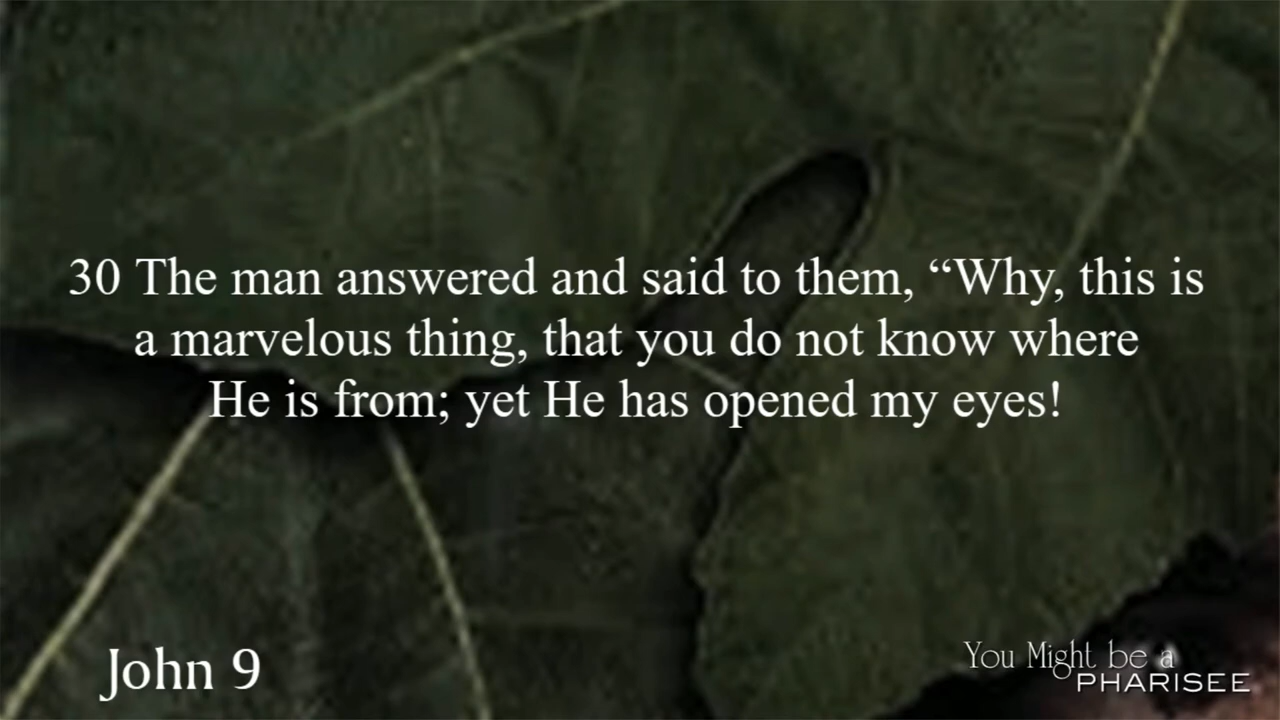 30 The man answered and said to them, “Why, this is
a marvelous thing, that you do not know where
He is from; yet He has opened my eyes!
John 9
You Might be a
PHARISEE